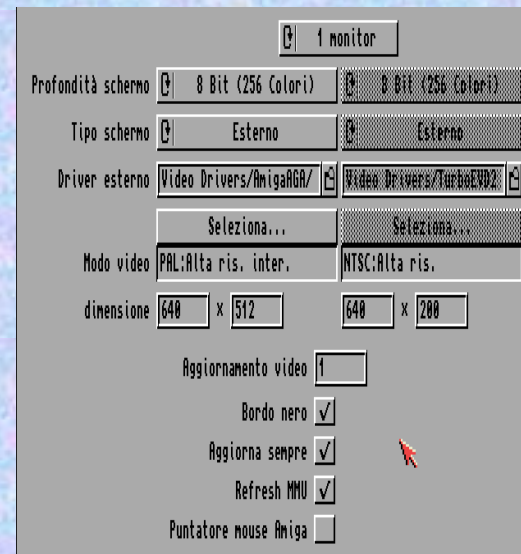 1 monitor
Profondità schermo 8 Bit (256 Colori) 8 Bit (256 Colori)
Tipo schermo Esterno Esterno
Driver esterno Video Drivers/AmigaAGA/ Video Drivers/TurboEVD2
Seleziona... Seleziona...
Modo video PAL:Alta ris. inter. NTSC:Alta ris.
dimensione 640 x 512 640 x 200
Aggiornamento video 1
Bordo nero
Aggiorna sempre
Refresh MMU
Puntatore mouse Amiga